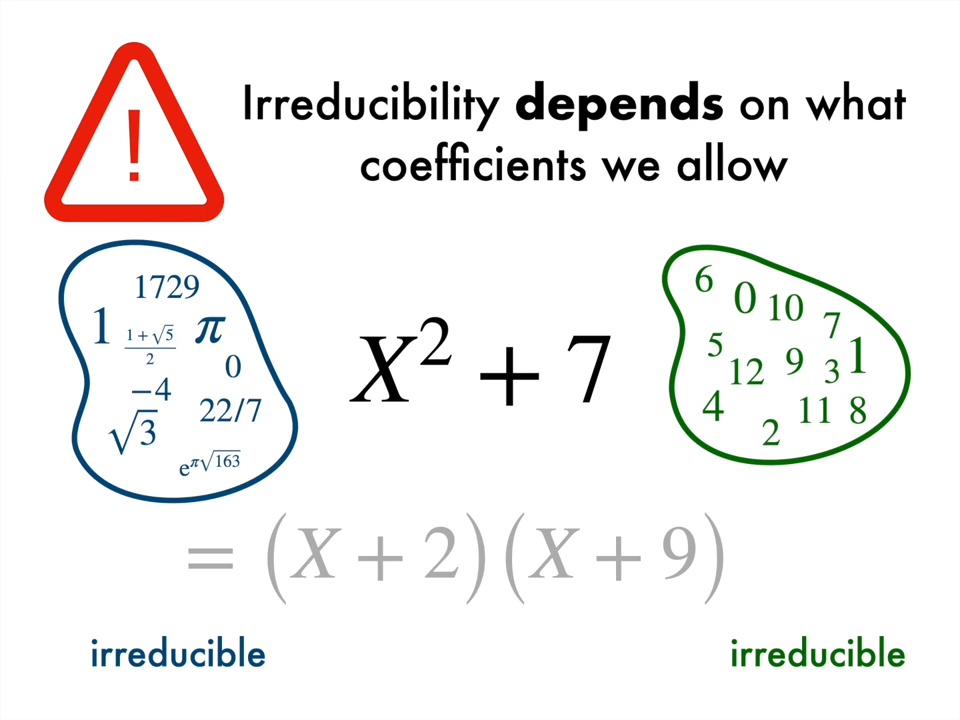 !
Irreducibility depends on what
coefficients we allow
1729
1 (1+√5)/2 π
0
−4
22/7
√3
e^{π√163}
X² + 7
6
0 10
7
5 12 9 3 1
4 11 8
2
= (X + 2)(X + 9)
irreducible
irreducible